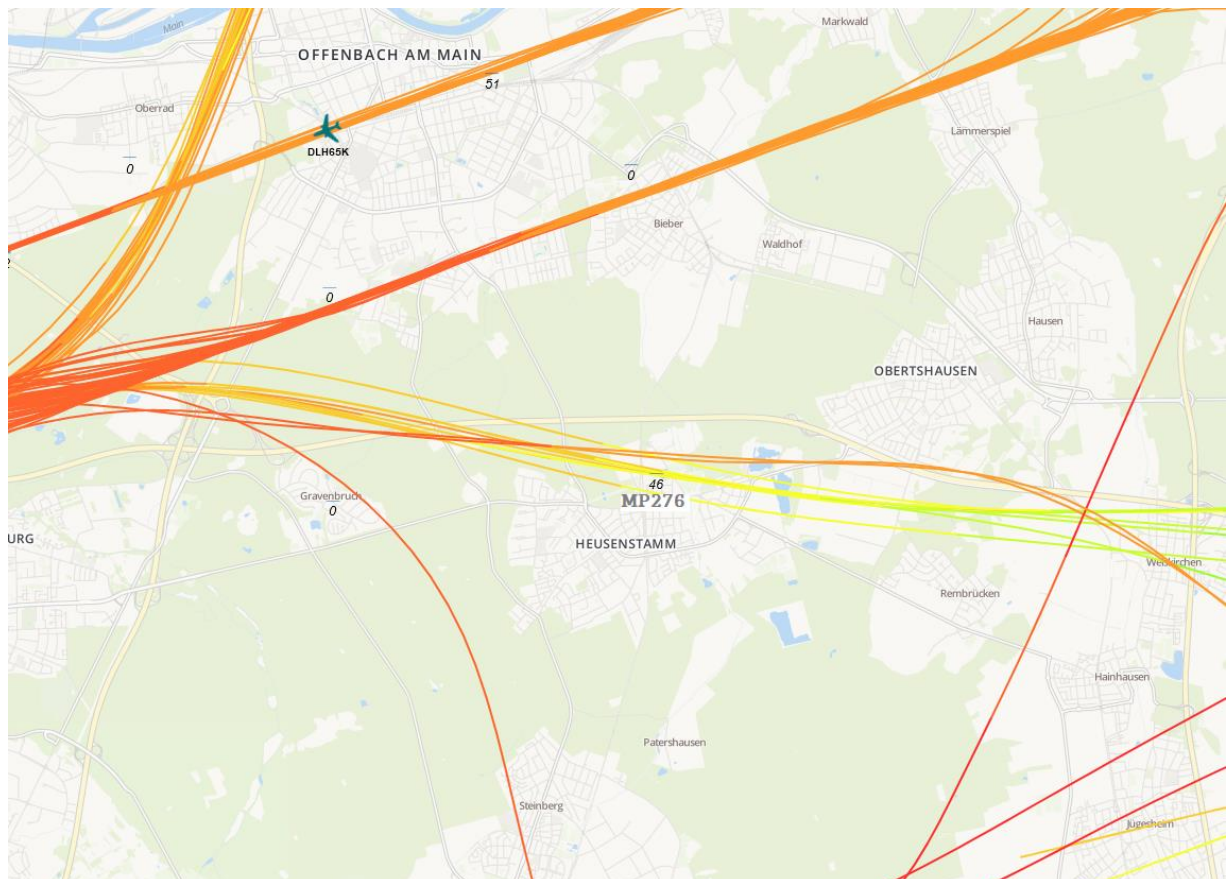 Main
Markwald
OFFENBACH AM MAIN
51
Oberrad
DLH65K
Lämmerspiel
0
0
Bieber
Waldhof
0
Hausen
OBERTSHAUSEN
46
MP276
Gravenbruch
0
URG
HEUSENSTAMM
Weiskirchen
Rembrücken
Hainhausen
Patershausen
Steinberg
Jügesheim